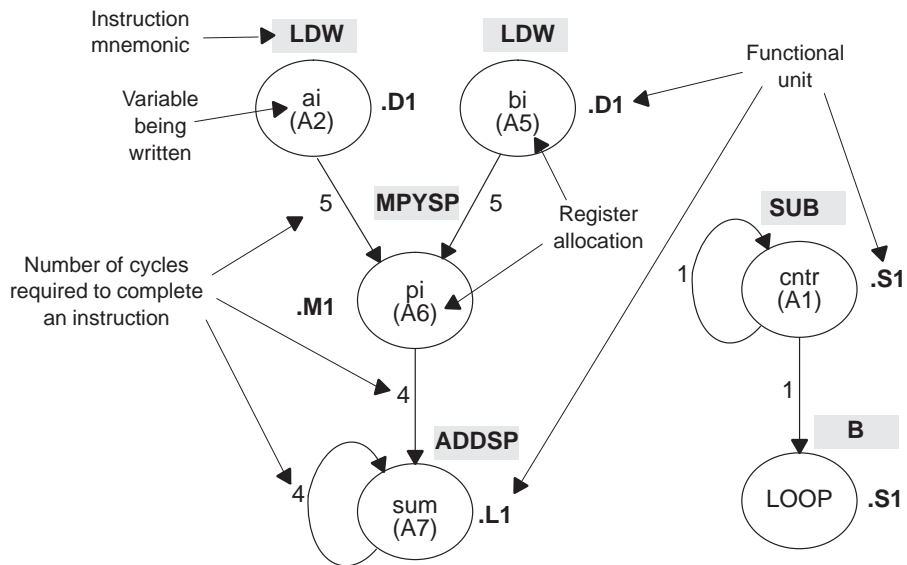 Instruction
mnemonic
LDW
LDW
Functional
unit
ai
(A2)
.D1
bi
(A5)
.D1
Variable
being
written
5
MPYSP
5
Register
allocation
SUB
Number of cycles
required to complete
an instruction
.M1
pi
(A6)
1
cntr
(A1)
.S1
4
1
ADDSP
B
4
sum
(A7)
.L1
LOOP
.S1